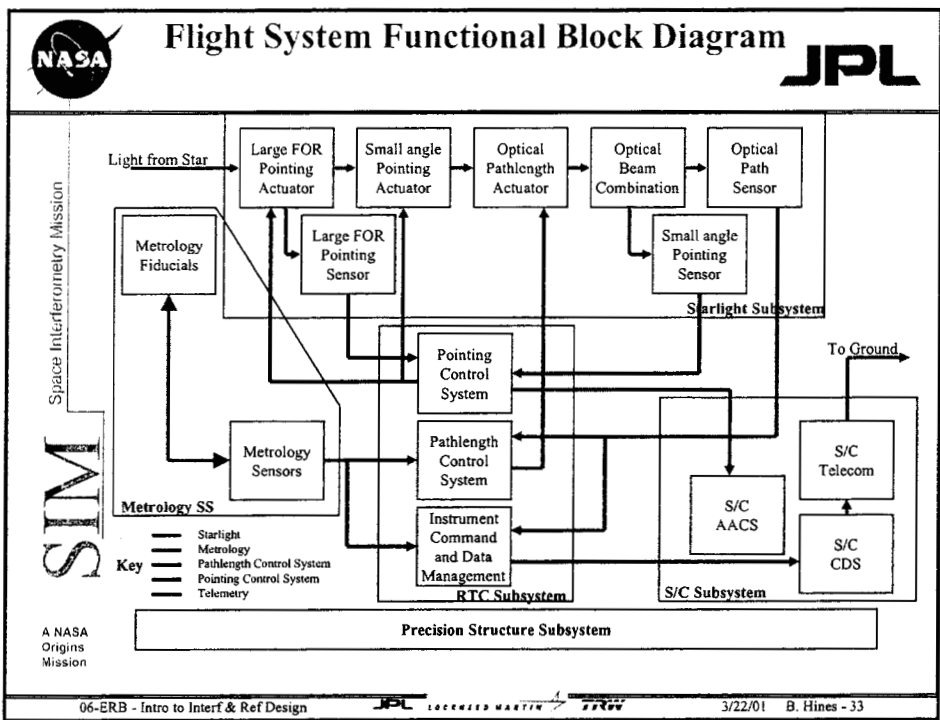 NASA
Flight System Functional Block Diagram
JPL
Space Interferometry Mission
SIM
A NASA
Origins
Mission
Light from Star
Large FOR
Pointing
Actuator
Small angle
Pointing
Actuator
Optical
Pathlength
Actuator
Optical
Beam
Combination
Optical
Path
Sensor
Large FOR
Pointing
Sensor
Small angle
Pointing
Sensor
Starlight Subsystem
Metrology
Fiducials
Metrology
Sensors
Metrology SS
Pointing
Control
System
Pathlength
Control
System
Instrument
Command
and Data
Management
RTC Subsystem
To Ground
S/C
Telecom
S/C
AACS
S/C
CDS
S/C Subsystem
Key
Starlight
Metrology
Pathlength Control System
Pointing Control System
Telemetry
Precision Structure Subsystem
06-ERB - Intro to Interf & Ref Design
JPL
LOCKHEED MARTIN
TRW
3/22/01 B. Hines - 33